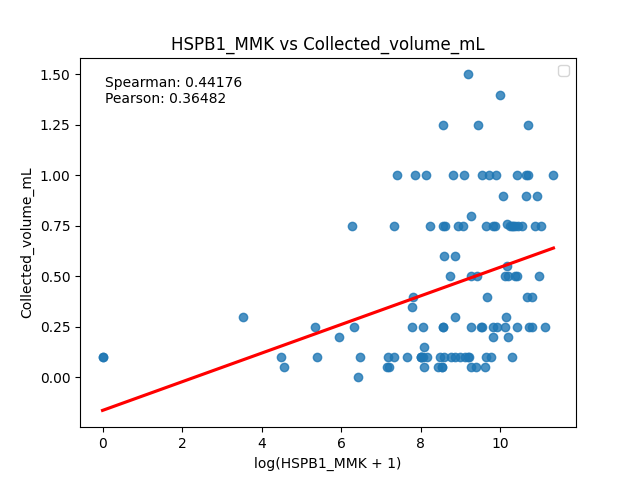 HSPB1_MMK vs Collected_volume_mL
Spearman: 0.44176
Pearson: 0.36482
Collected_volume_mL
1.50
1.25
1.00
0.75
0.50
0.25
0.00
0 2 4 6 8 10
log(HSPB1_MMK + 1)